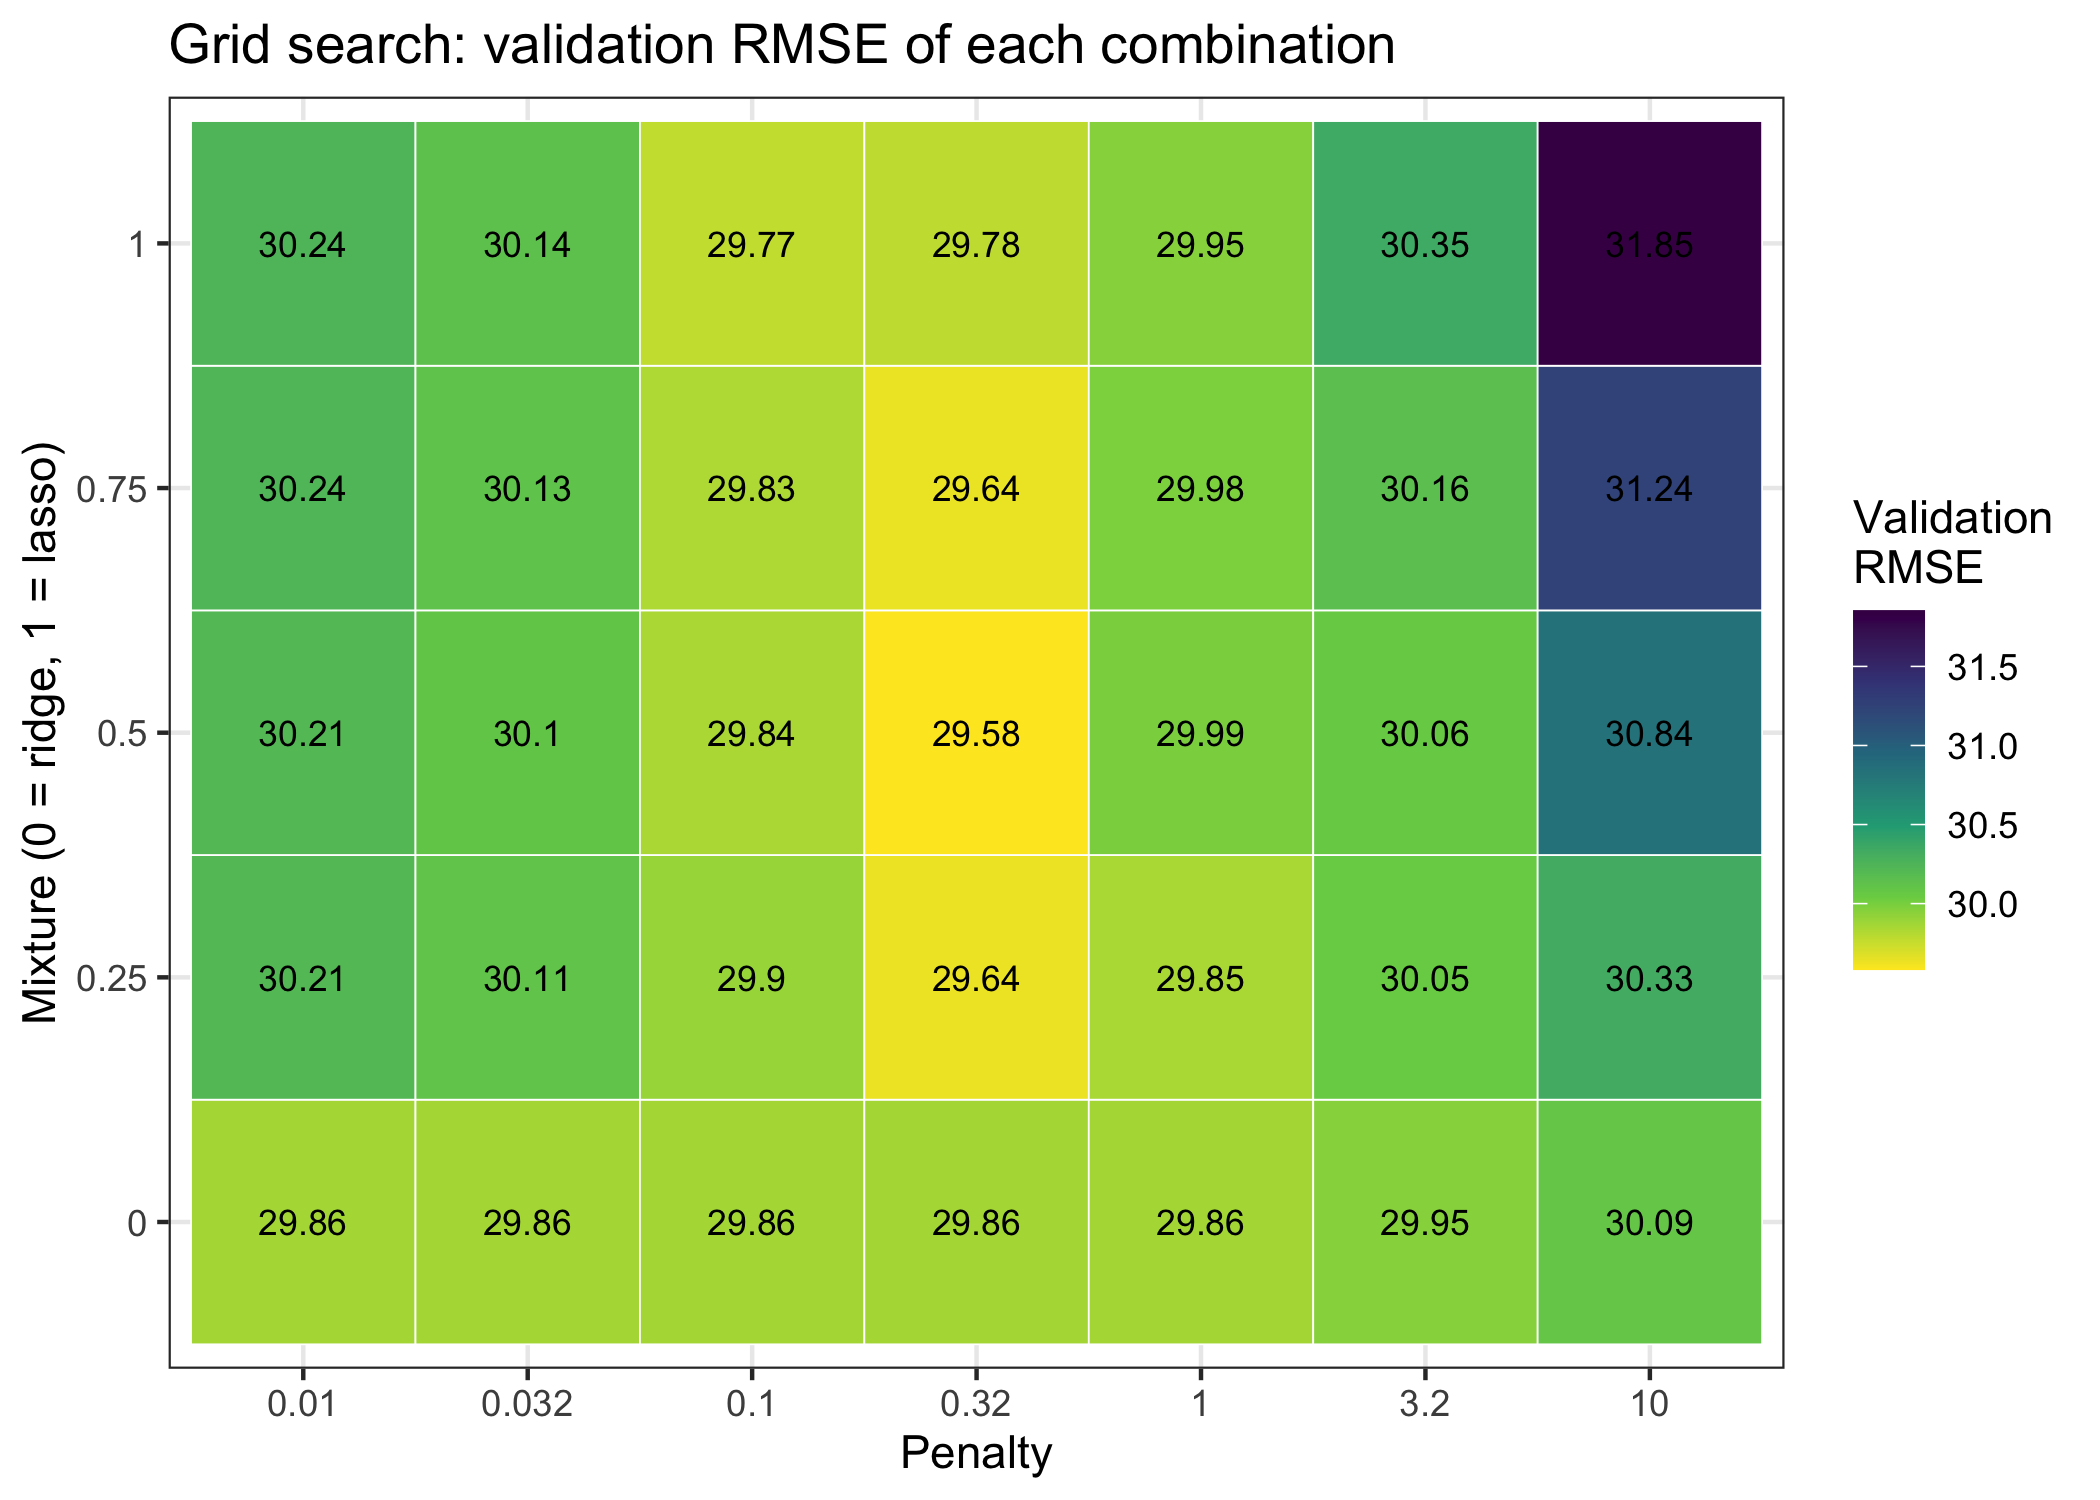 Grid search: validation RMSE of each combination
Mixture (0 = ridge, 1 = lasso)
1
30.24 30.14 29.77 29.78 29.95 30.35 31.85
0.75
30.24 30.13 29.83 29.64 29.98 30.16 31.24
0.5
30.21 30.1 29.84 29.58 29.99 30.06 30.84
0.25
30.21 30.11 29.9 29.64 29.85 30.05 30.33
0
29.86 29.86 29.86 29.86 29.86 29.95 30.09
0.01 0.032 0.1 0.32 1 3.2 10
Penalty
Validation
RMSE
31.5
31.0
30.5
30.0